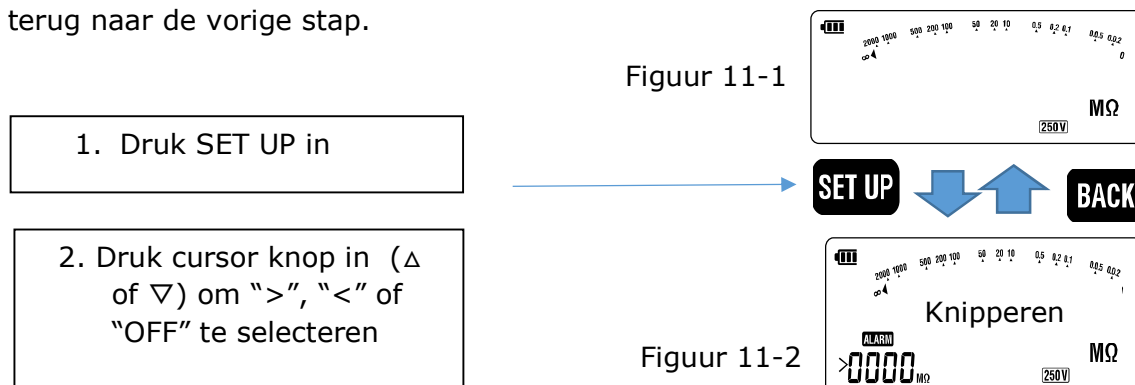 terug naar de vorige stap.
Figuur 11-1
2000 1000 500 200 100 50 20 10 0.5 0.2 0.1 0.05 0.02
∞ 0
MΩ
250V
1. Druk SET UP in
SET UP
BACK
2. Druk cursor knop in (△
of ▽) om “>”, “<” of
“OFF” te selecteren
2000 1000 500 200 100 50 20 10 0.5 0.2 0.1 0.05 0.02
∞
Knipperen
ALARM
Figuur 11-2
>0000 MΩ
MΩ
250V